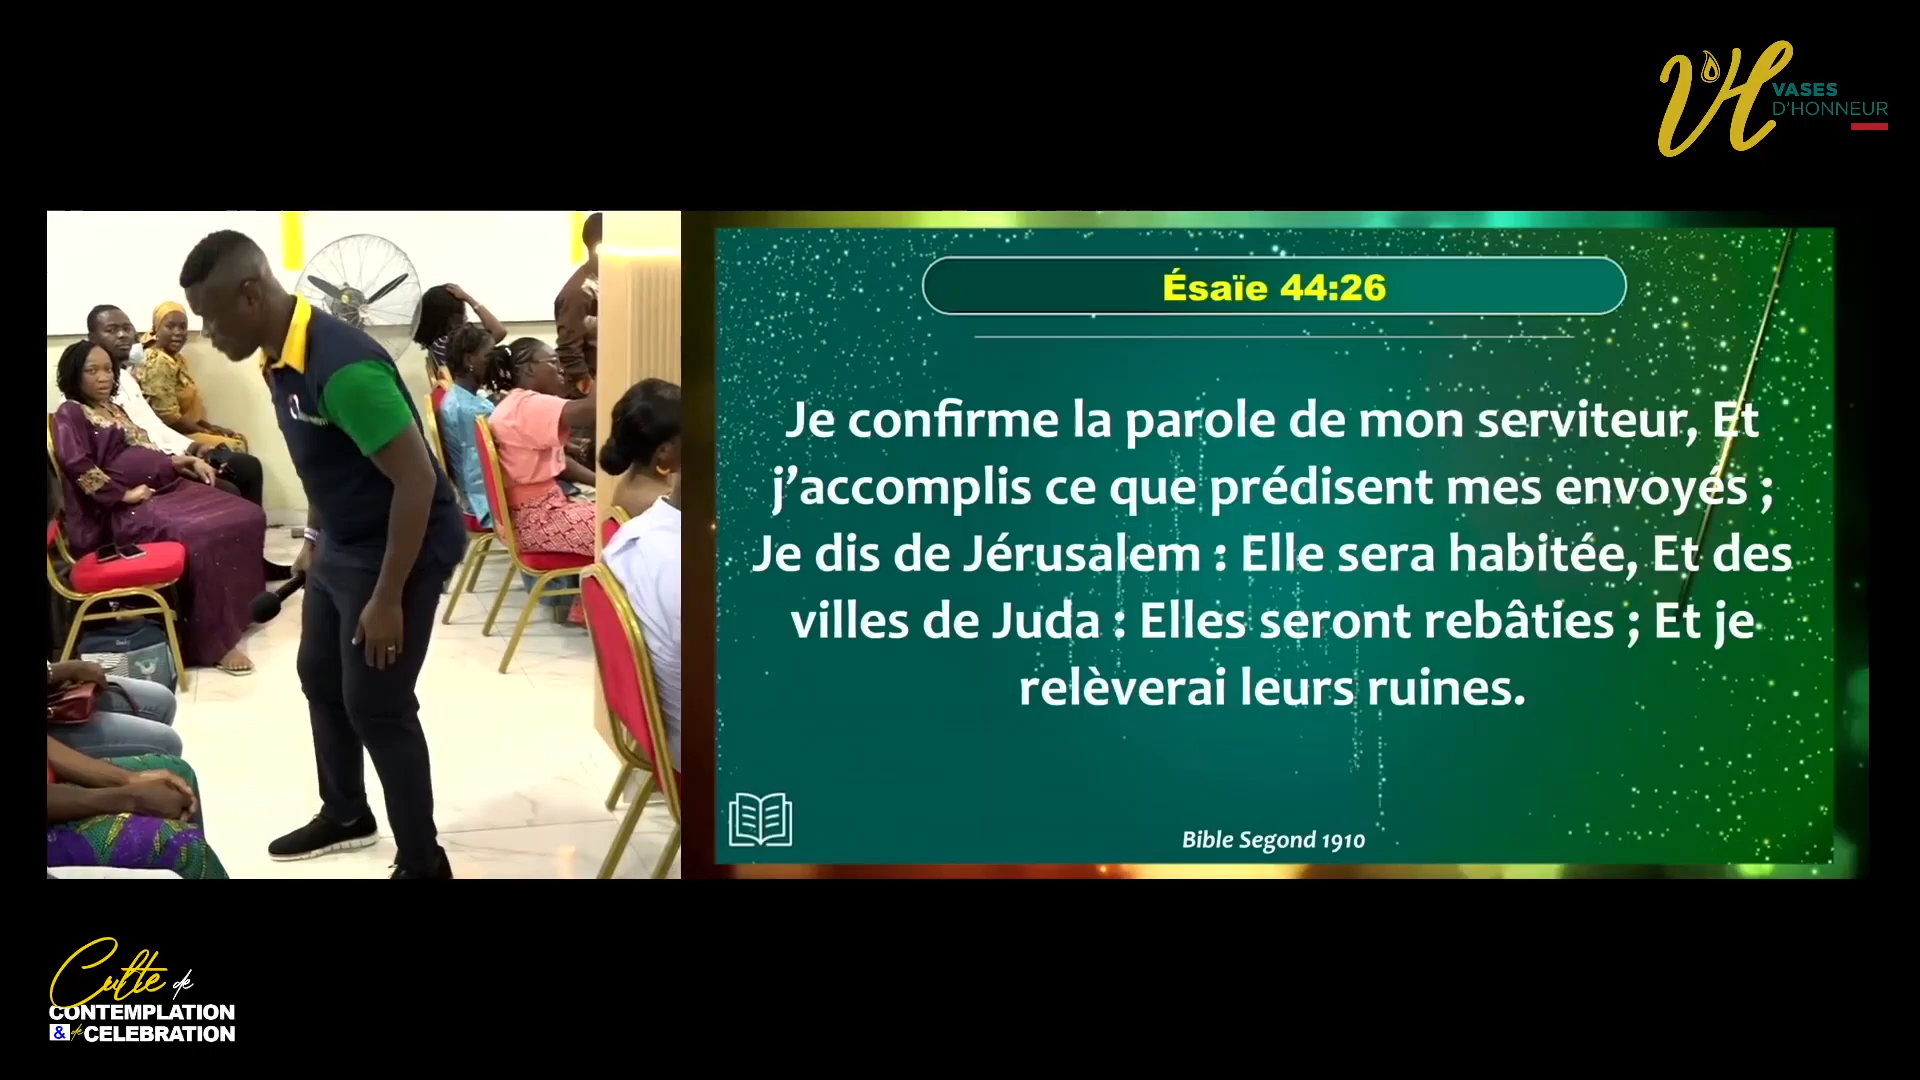 VH
VASES
D'HONNEUR
Ésaïe 44:26
Je confirme la parole de mon serviteur, Et
j’accomplis ce que prédisent mes envoyés ;
Je dis de Jérusalem : Elle sera habitée, Et des
villes de Juda : Elles seront rebâties ; Et je
relèverai leurs ruines.
Bible Segond 1910
Culte de
CONTEMPLATION
& de CELEBRATION